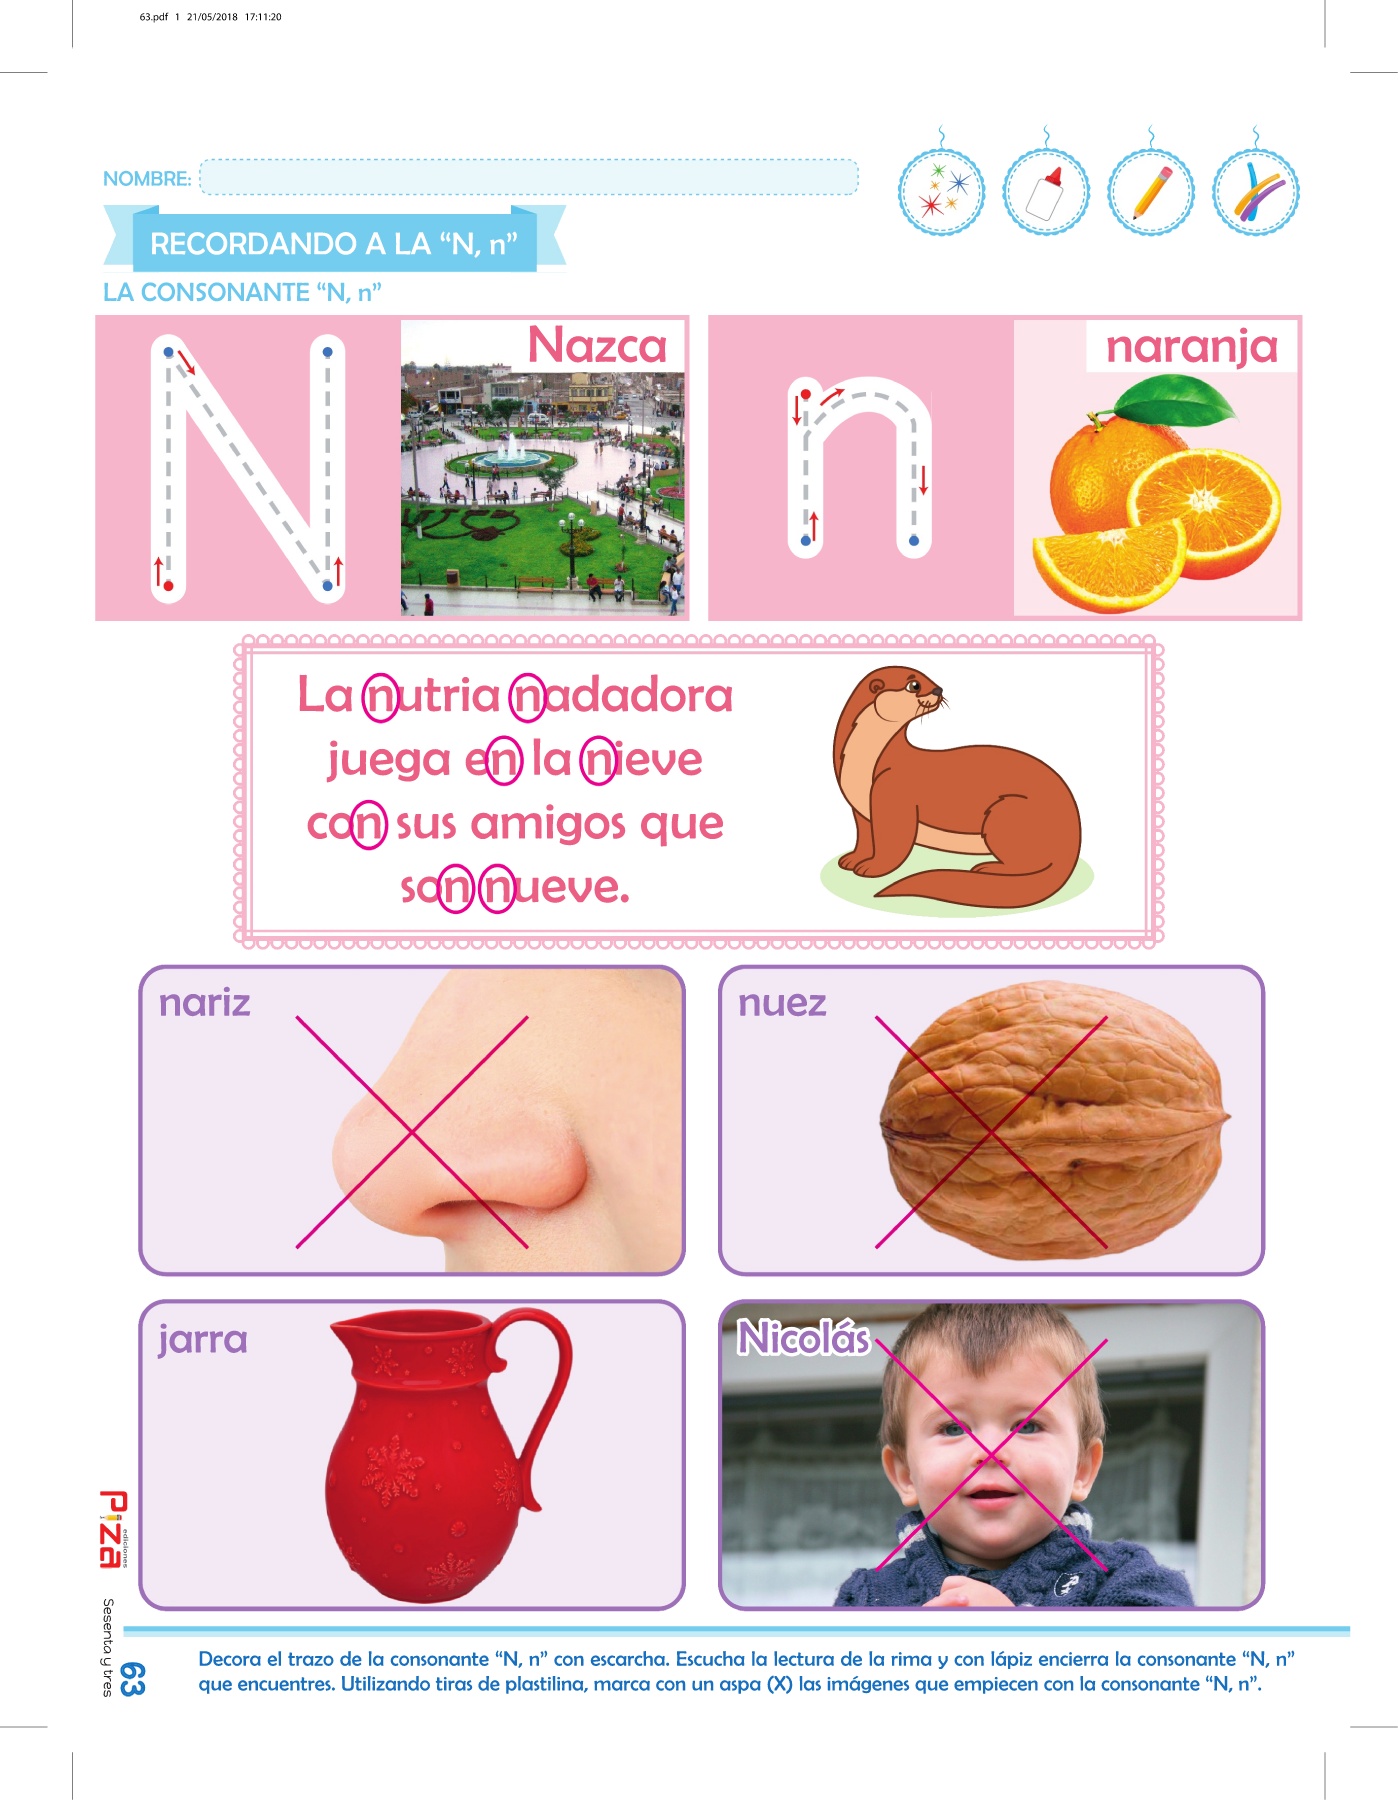 63.pdf 1 21/05/2018 17:11:20
NOMBRE:
RECORDANDO A LA “N, n”
LA CONSONANTE “N, n”
N
Nazca
n
naranja
La nutria nadadora
juega en la nieve
con sus amigos que
son nueve.
nariz
nuez
jarra
Nicolás
Piza
ediciones
Sesenta y tres
63
Decora el trazo de la consonante “N, n” con escarcha. Escucha la lectura de la rima y con lápiz encierra la consonante “N, n”
que encuentres. Utilizando tiras de plastilina, marca con un aspa (X) las imágenes que empiecen con la consonante “N, n”.